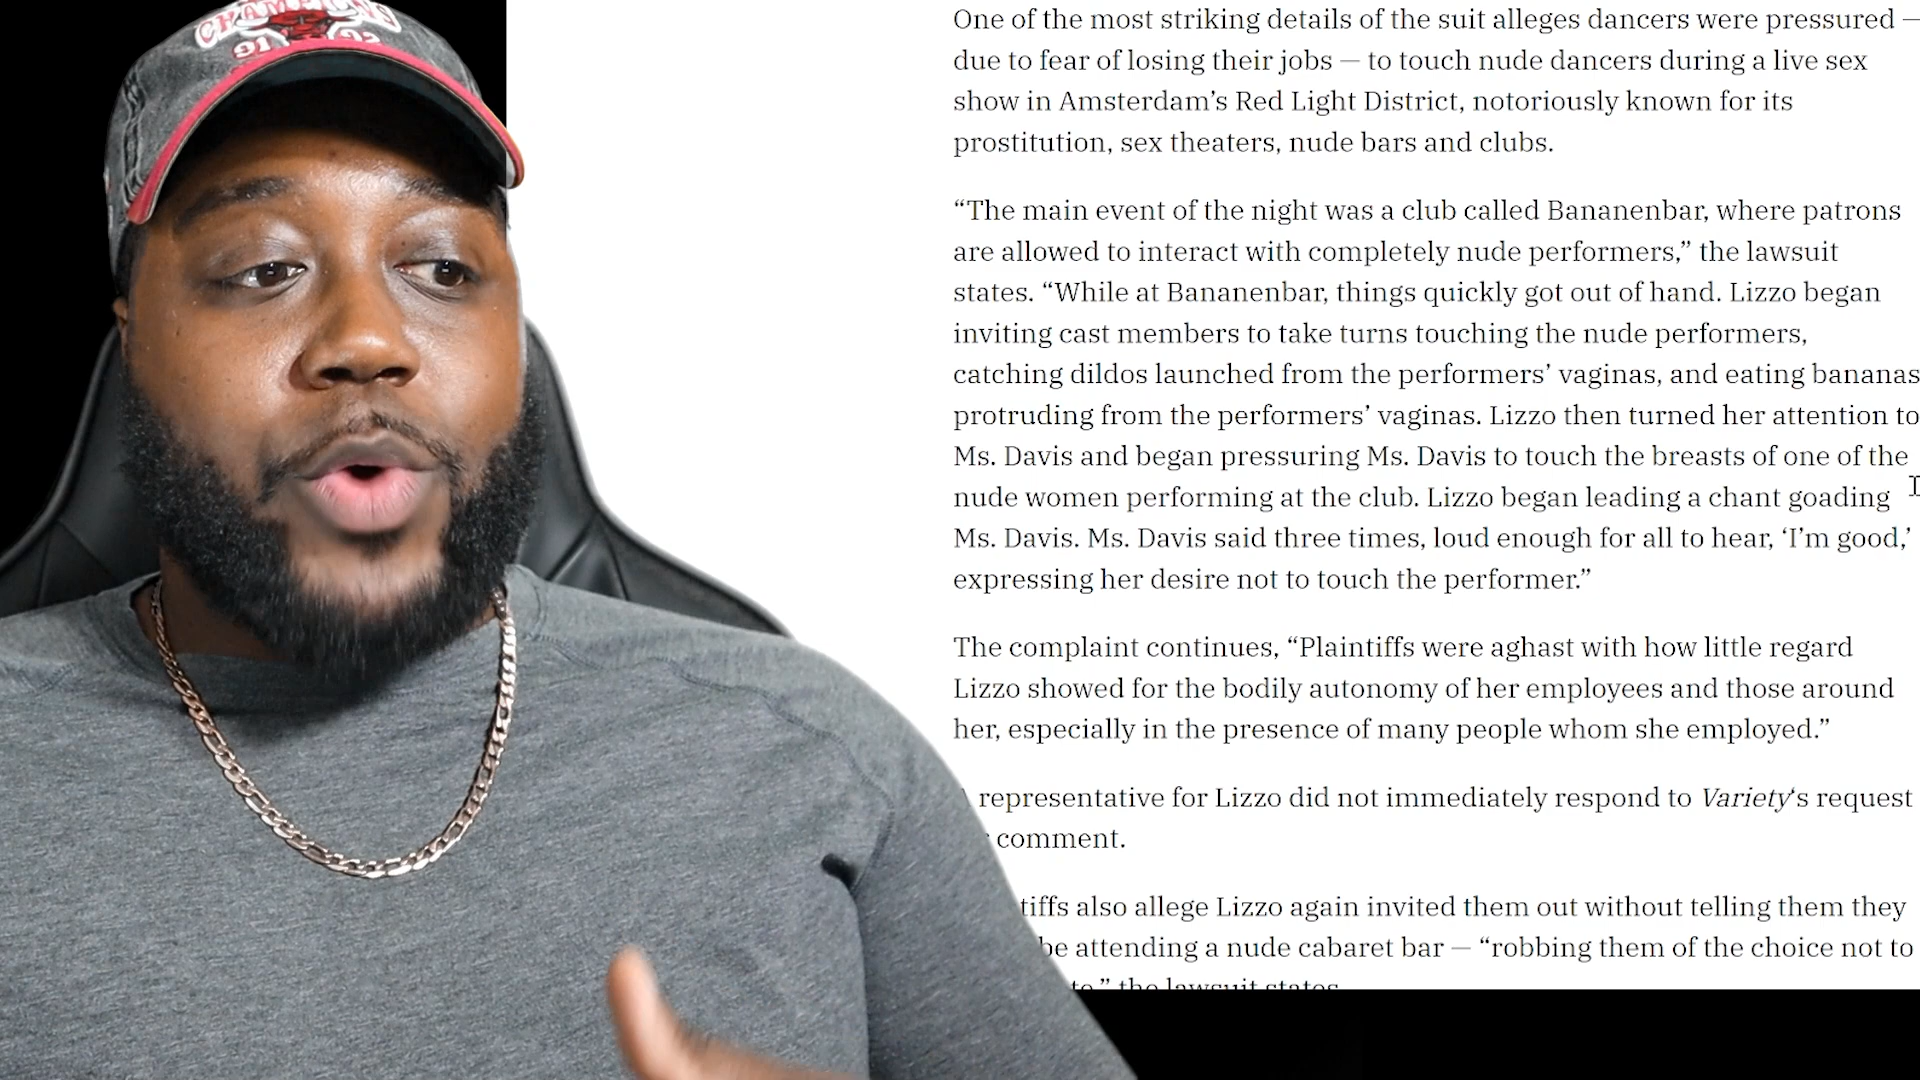 CHAMPIONS
91 92
One of the most striking details of the suit alleges dancers were pressured —
due to fear of losing their jobs — to touch nude dancers during a live sex
show in Amsterdam’s Red Light District, notoriously known for its
prostitution, sex theaters, nude bars and clubs.
“The main event of the night was a club called Bananenbar, where patrons
are allowed to interact with completely nude performers,” the lawsuit
states. “While at Bananenbar, things quickly got out of hand. Lizzo began
inviting cast members to take turns touching the nude performers,
catching dildos launched from the performers’ vaginas, and eating bananas
protruding from the performers’ vaginas. Lizzo then turned her attention to
Ms. Davis and began pressuring Ms. Davis to touch the breasts of one of the
nude women performing at the club. Lizzo began leading a chant goading
Ms. Davis. Ms. Davis said three times, loud enough for all to hear, ‘I’m good,’
expressing her desire not to touch the performer.”
The complaint continues, “Plaintiffs were aghast with how little regard
Lizzo showed for the bodily autonomy of her employees and those around
her, especially in the presence of many people whom she employed.”
representative for Lizzo did not immediately respond to Variety‘s request
comment.
tiffs also allege Lizzo again invited them out without telling them they
be attending a nude cabaret bar — “robbing them of the choice not to
to,” the lawsuit states.